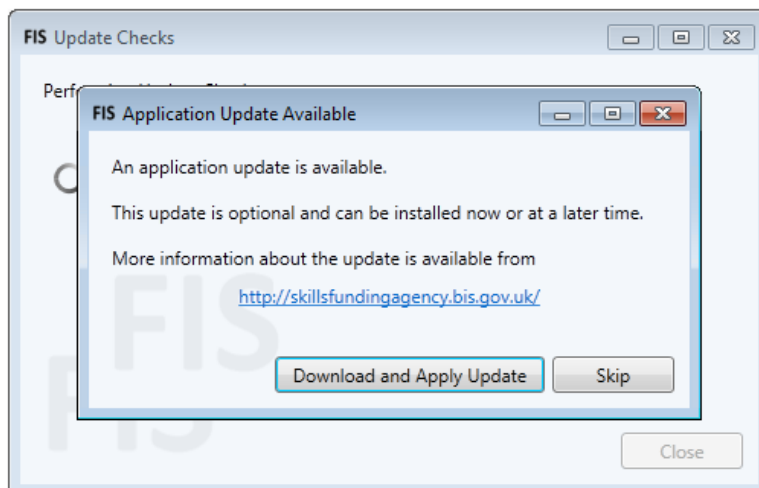 FIS Update Checks
FIS Application Update Available
An application update is available.
This update is optional and can be installed now or at a later time.
More information about the update is available from
http://skillsfundingagency.bis.gov.uk/
FIS
Download and Apply Update Skip
FIS
Close